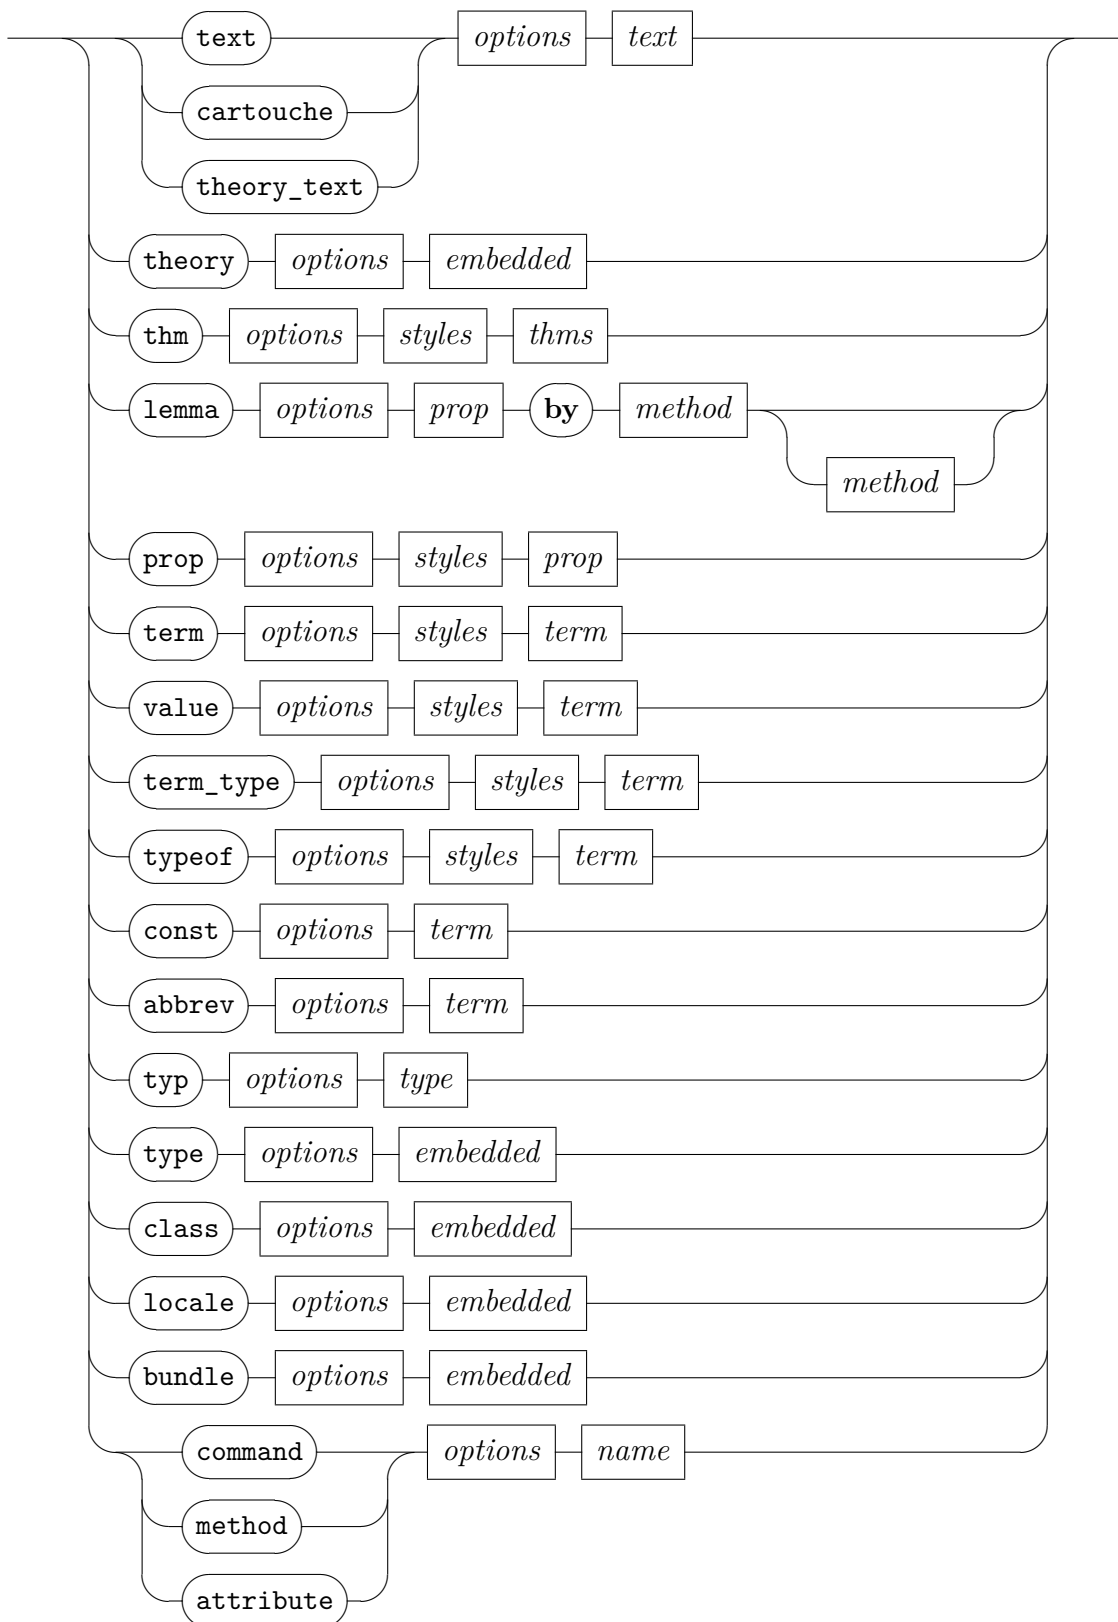 text options text
cartouche
theory_text
theory options embedded
thm options styles thms
lemma options prop by method
method
prop options styles prop
term options styles term
value options styles term
term_type options styles term
typeof options styles term
const options term
abbrev options term
typ options type
type options embedded
class options embedded
locale options embedded
bundle options embedded
command options name
method
attribute